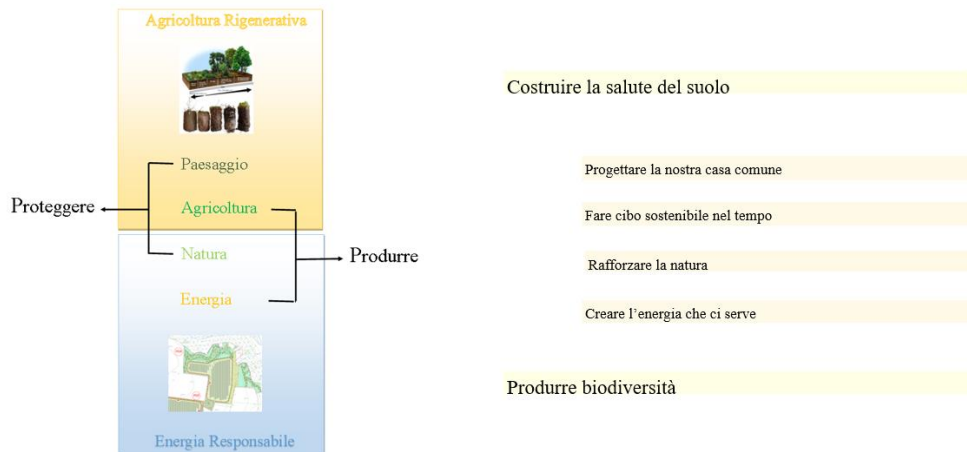 Agricoltura Rigenerativa
Costruire la salute del suolo
Paesaggio
Progettare la nostra casa comune
Proteggere
Agricoltura
Fare cibo sostenibile nel tempo
Natura
Produrre
Rafforzare la natura
Energia
Creare l’energia che ci serve
Produrre biodiversità
Energia Responsabile